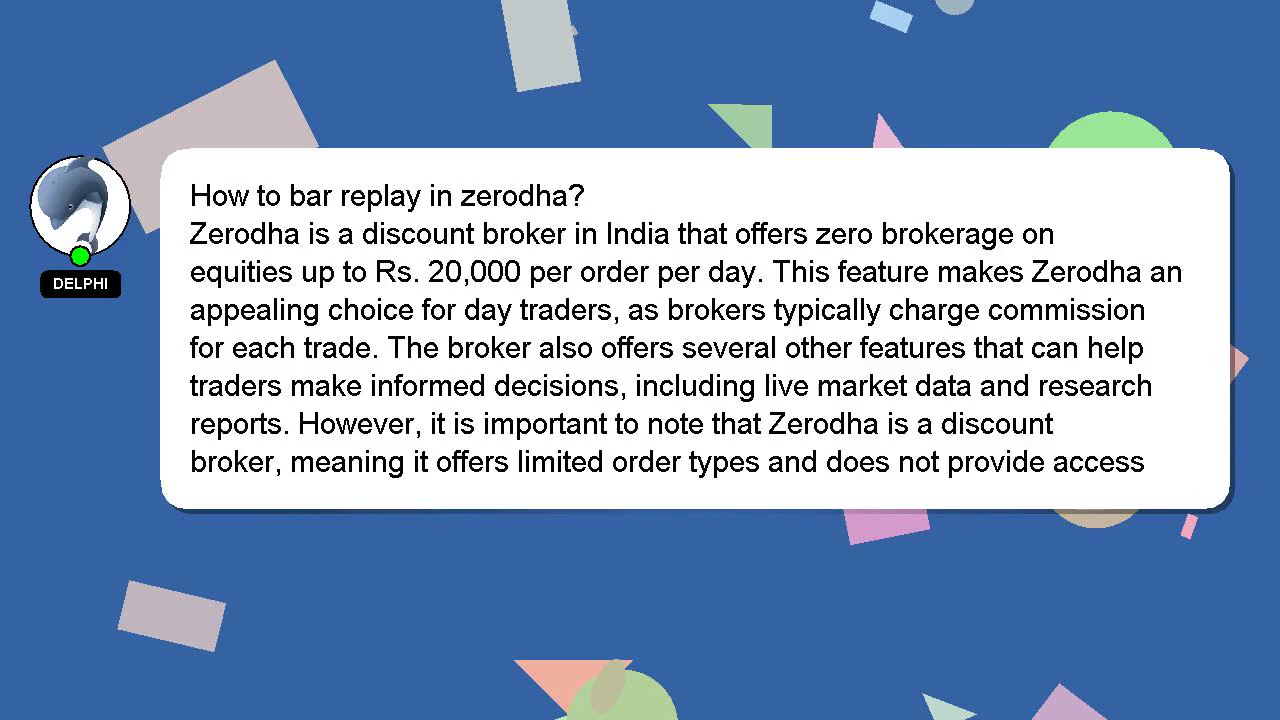 How to bar replay in zerodha?
Zerodha is a discount broker in India that offers zero brokerage on
equities up to Rs. 20,000 per order per day. This feature makes Zerodha an
appealing choice for day traders, as brokers typically charge commission
for each trade. The broker also offers several other features that can help
traders make informed decisions, including live market data and research
reports. However, it is important to note that Zerodha is a discount
broker, meaning it offers limited order types and does not provide access
DELPHI